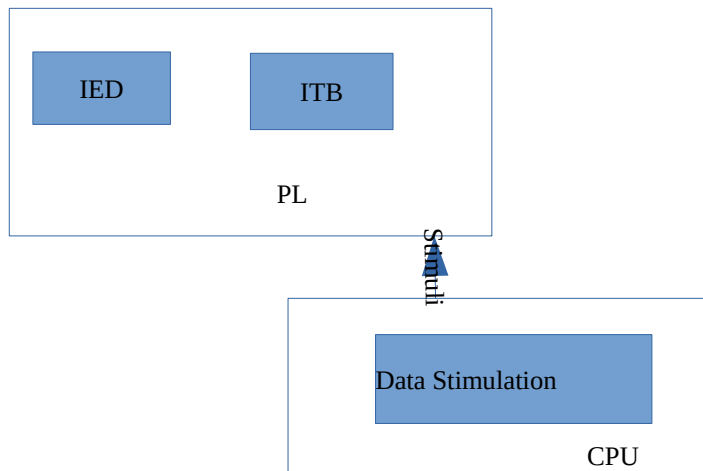 IED
ITB
PL
Stimuli
Data Stimulation
CPU